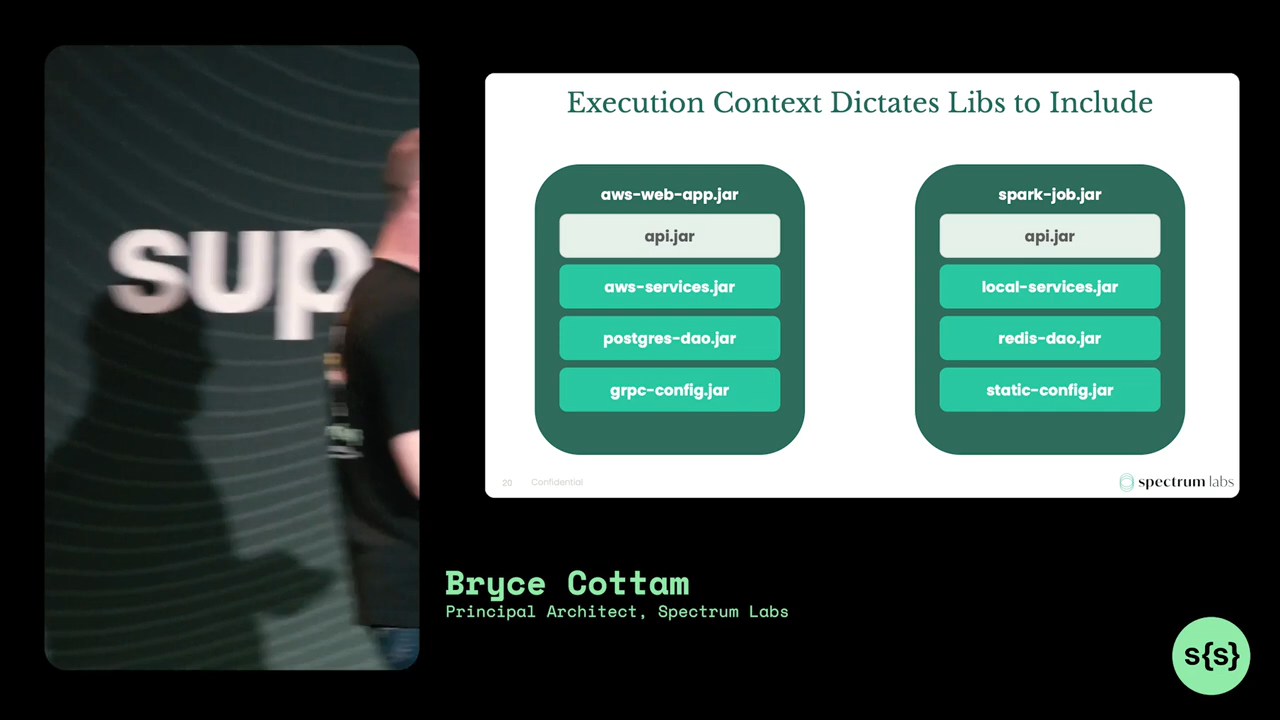 sup
Execution Context Dictates Libs to Include
aws-web-app.jar
api.jar
aws-services.jar
postgres-dao.jar
grpc-config.jar
spark-job.jar
api.jar
local-services.jar
redis-dao.jar
static-config.jar
20 Confidential
spectrum labs
Bryce Cottam
Principal Architect, Spectrum Labs
s{s}